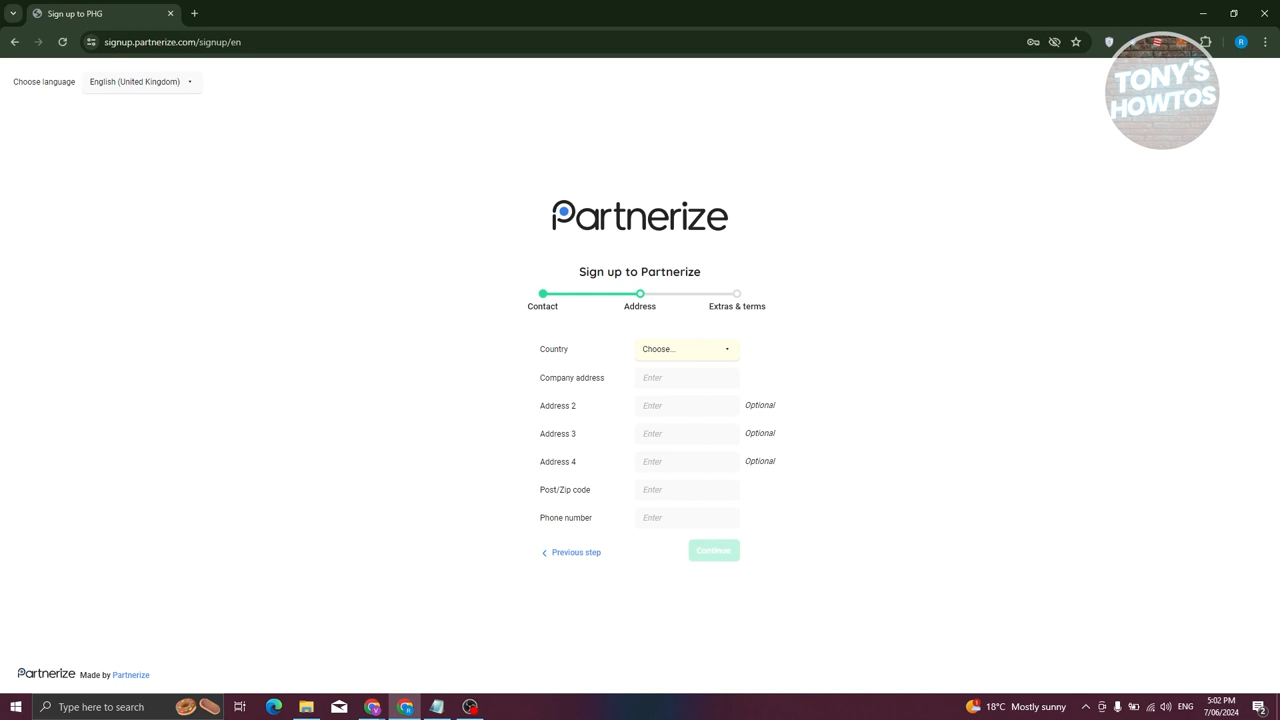 Sign up to PHG
signup.partnerize.com/signup/en
R
Choose language English (United Kingdom)
TONY'S
HOWTOS
Partnerize
Sign up to Partnerize
Contact Address Extras & terms
Country Choose...
Company address Enter
Address 2 Enter Optional
Address 3 Enter Optional
Address 4 Enter Optional
Post/Zip code Enter
Phone number Enter
Previous step Continue
Partnerize Made by Partnerize
Type here to search
18°C Mostly sunny
5:02 PM
7/06/2024